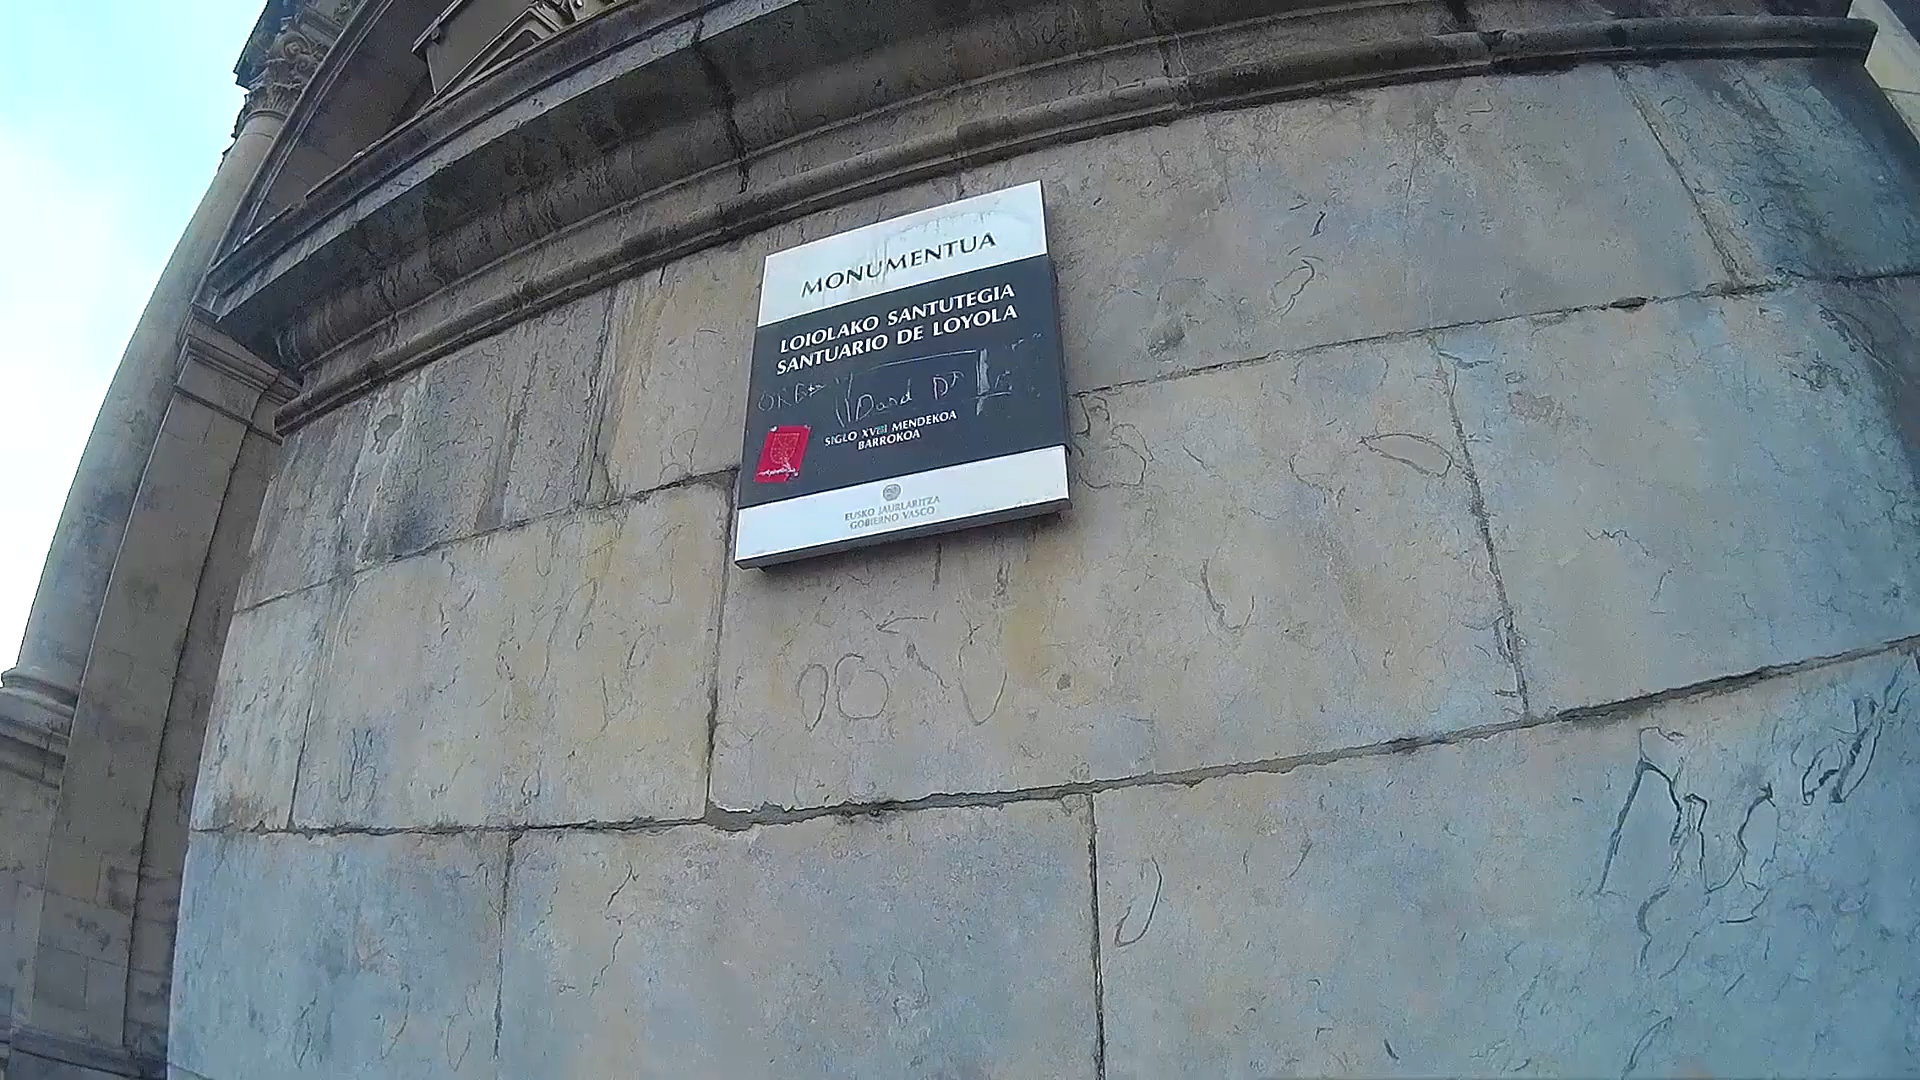 MONUMENTUA
LOIOLAKO SANTUTEGIA
SANTUARIO DE LOYOLA
SIGLO XVIII MENDEKOA
BARROKOA
EUSKO JAURLARITZA
GOBIERNO VASCO